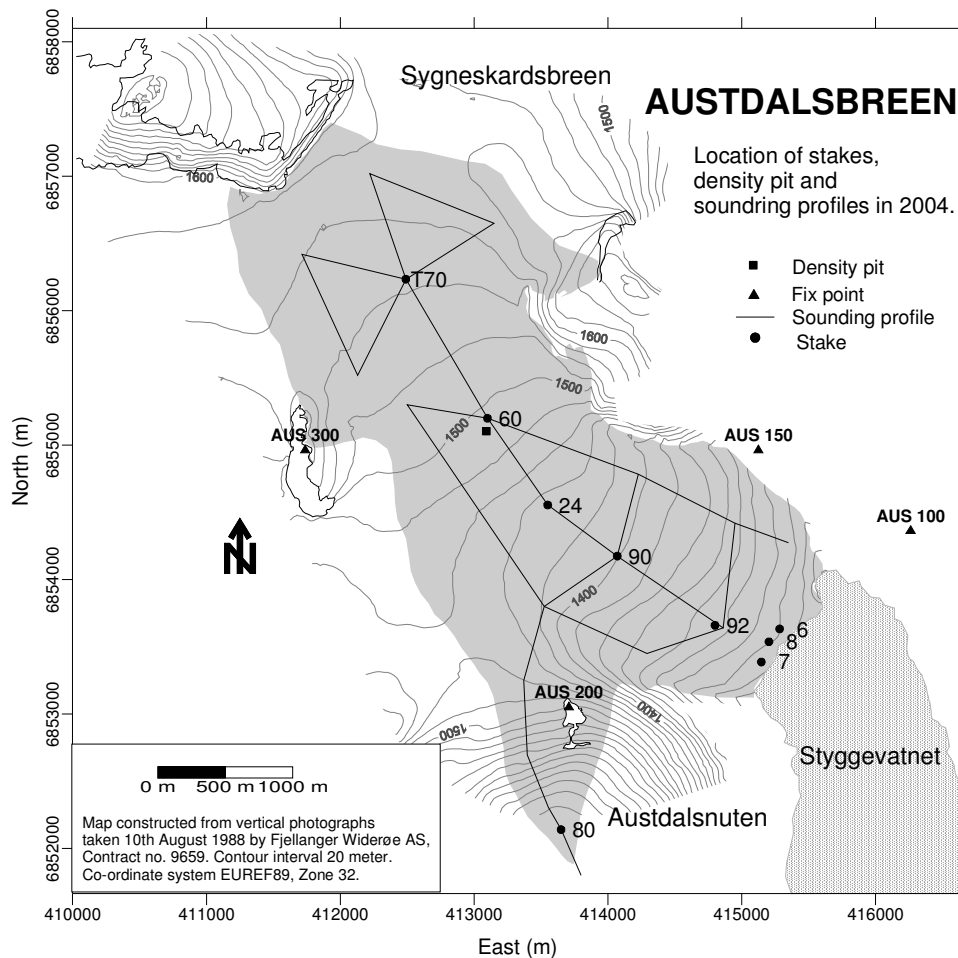 Sygneskardsbreen
AUSTDALSBREEN
Location of stakes,
density pit and
soundring profiles in 2004.
Density pit
Fix point
Sounding profile
Stake
1500
1600
T70
1600
1500
1500
60
AUS 300
AUS 150
AUS 100
24
90
1400
92
6
8
7
AUS 200
1400
1500
N
Styggevatnet
Austdalsnuten
80
0 m 500 m 1000 m
Map constructed from vertical photographs
taken 10th August 1988 by Fjellanger Widerøe AS,
Contract no. 9659. Contour interval 20 meter.
Co-ordinate system EUREF89, Zone 32.
North (m)
6858000
6857000
6856000
6855000
6854000
6853000
6852000
410000 411000 412000 413000 414000 415000 416000
East (m)